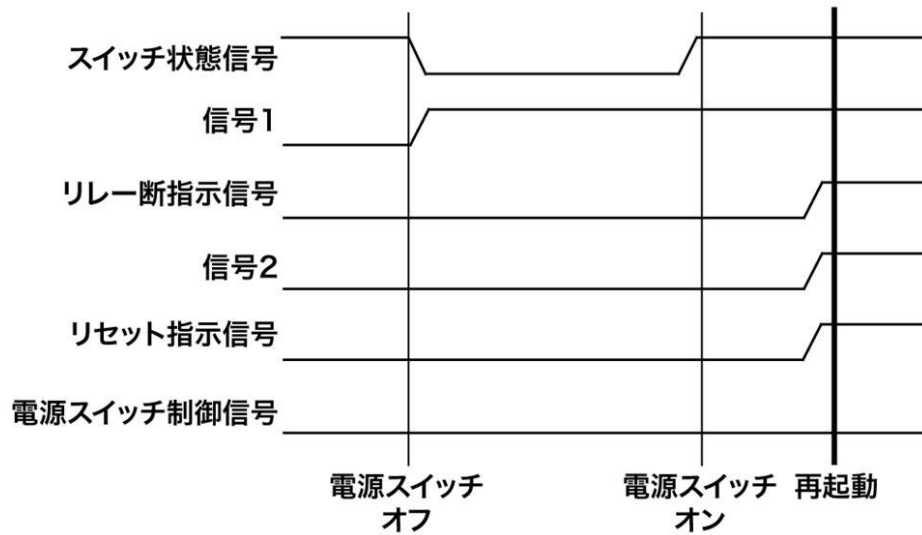 スイッチ状態信号
信号1
リレー断指示信号
信号2
リセット指示信号
電源スイッチ制御信号
電源スイッチ
オフ
電源スイッチ
オン
再起動